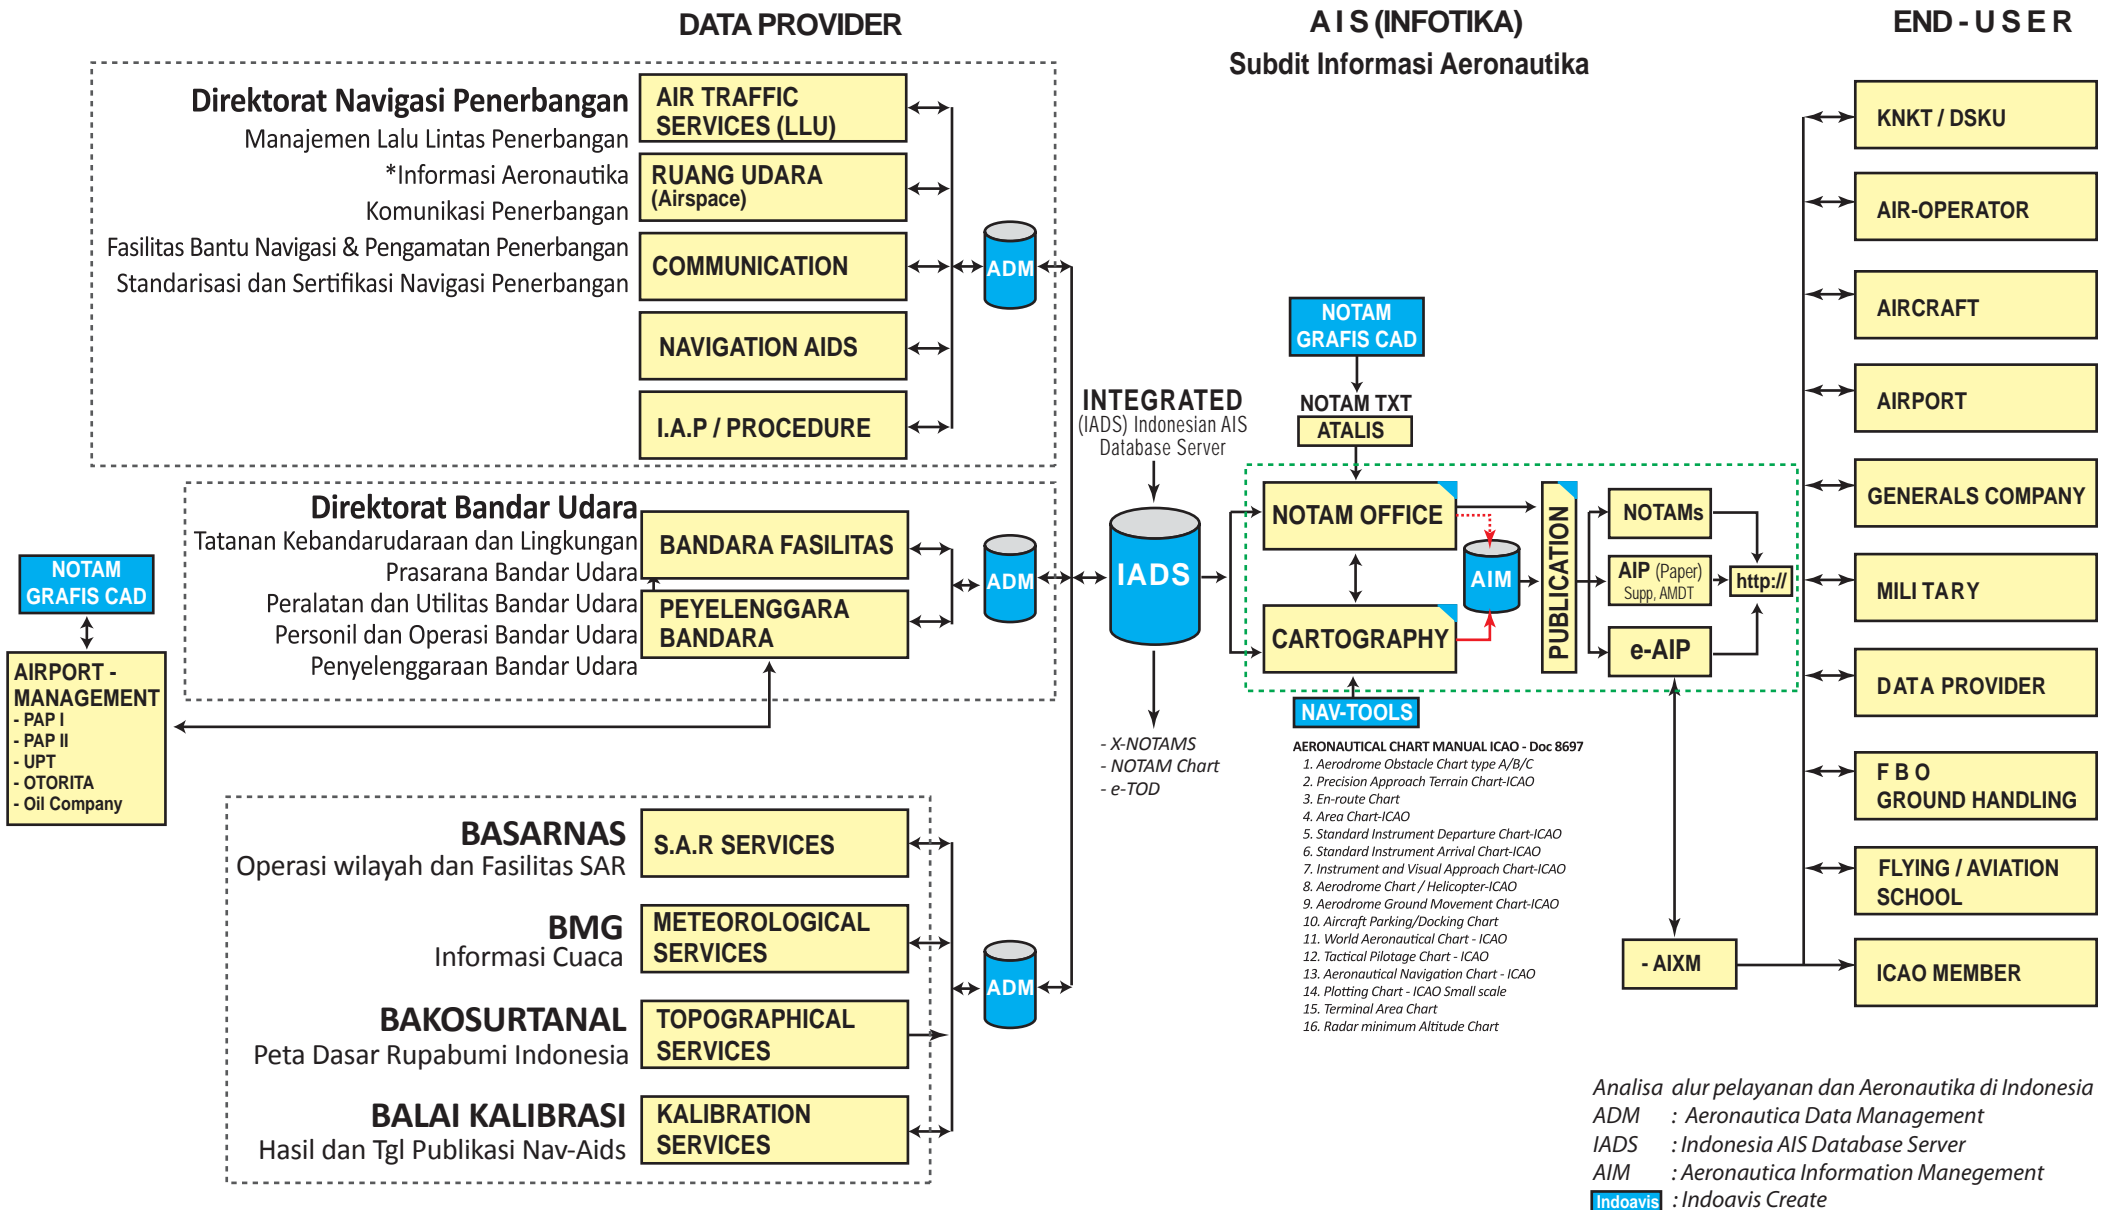 DATA PROVIDER
A I S (INFOTIKA)
Subdit Informasi Aeronautika
END - U S E R
Direktorat Navigasi Penerbangan
Manajemen Lalu Lintas Penerbangan
*Informasi Aeronautika
Komunikasi Penerbangan
Fasilitas Bantu Navigasi & Pengamatan Penerbangan
Standarisasi dan Sertifikasi Navigasi Penerbangan
AIR TRAFFIC
SERVICES (LLU)
RUANG UDARA
(Airspace)
COMMUNICATION
NAVIGATION AIDS
I.A.P / PROCEDURE
ADM
Direktorat Bandar Udara
Tatanan Kebandarudaraan dan Lingkungan
Prasarana Bandar Udara
Peralatan dan Utilitas Bandar Udara
Personil dan Operasi Bandar Udara
Penyelenggaraan Bandar Udara
BANDARA FASILITAS
PEYELENGGARA
BANDARA
ADM
NOTAM
GRAFIS CAD
AIRPORT -
MANAGEMENT
- PAP I
- PAP II
- UPT
- OTORITA
- Oil Company
BASARNAS
Operasi wilayah dan Fasilitas SAR
S.A.R SERVICES
BMG
Informasi Cuaca
METEOROLOGICAL
SERVICES
BAKOSURTANAL
Peta Dasar Rupabumi Indonesia
TOPOGRAPHICAL
SERVICES
BALAI KALIBRASI
Hasil dan Tgl Publikasi Nav-Aids
KALIBRATION
SERVICES
ADM
INTEGRATED
(IADS) Indonesian AIS
Database Server
IADS
- X-NOTAMS
- NOTAM Chart
- e-TOD
NOTAM
GRAFIS CAD
NOTAM TXT
ATALIS
NOTAM OFFICE
CARTOGRAPHY
AIM
PUBLICATION
NOTAMs
AIP (Paper)
Supp, AMDT
e-AIP
http://
NAV-TOOLS
AERONAUTICAL CHART MANUAL ICAO - Doc 8697
1. Aerodrome Obstacle Chart type A/B/C
2. Precision Approach Terrain Chart-ICAO
3. En-route Chart
4. Area Chart-ICAO
5. Standard Instrument Departure Chart-ICAO
6. Standard Instrument Arrival Chart-ICAO
7. Instrument and Visual Approach Chart-ICAO
8. Aerodrome Chart / Helicopter-ICAO
9. Aerodrome Ground Movement Chart-ICAO
10. Aircraft Parking/Docking Chart
11. World Aeronautical Chart - ICAO
12. Tactical Pilotage Chart - ICAO
13. Aeronautical Navigation Chart - ICAO
14. Plotting Chart - ICAO Small scale
15. Terminal Area Chart
16. Radar minimum Altitude Chart
- AIXM
KNKT / DSKU
AIR-OPERATOR
AIRCRAFT
AIRPORT
GENERALS COMPANY
MILI TARY
DATA PROVIDER
F B O
GROUND HANDLING
FLYING / AVIATION
SCHOOL
ICAO MEMBER
Analisa alur pelayanan dan Aeronautika di Indonesia
ADM : Aeronautica Data Management
IADS : Indonesia AIS Database Server
AIM : Aeronautica Information Manegement
Indoavis : Indoavis Create